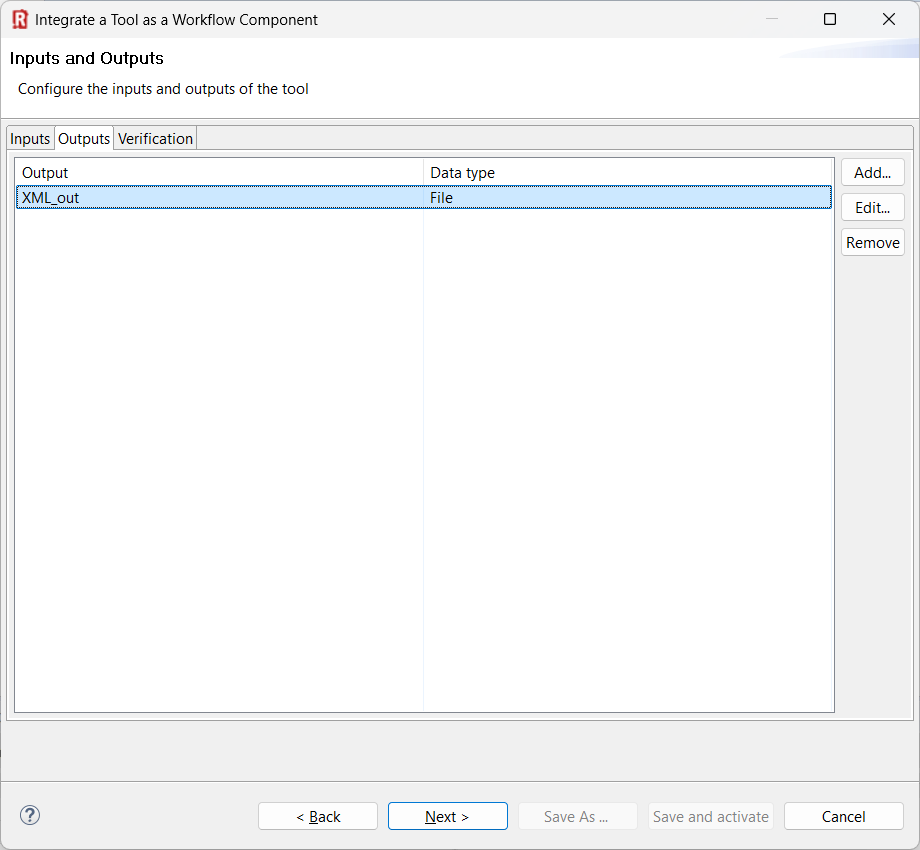 Integrate a Tool as a Workflow Component
Inputs and Outputs
Configure the inputs and outputs of the tool
Inputs Outputs Verification
Output Data type Add...
XML_out File
Edit...
Remove
? < Back Next > Save As ... Save and activate Cancel